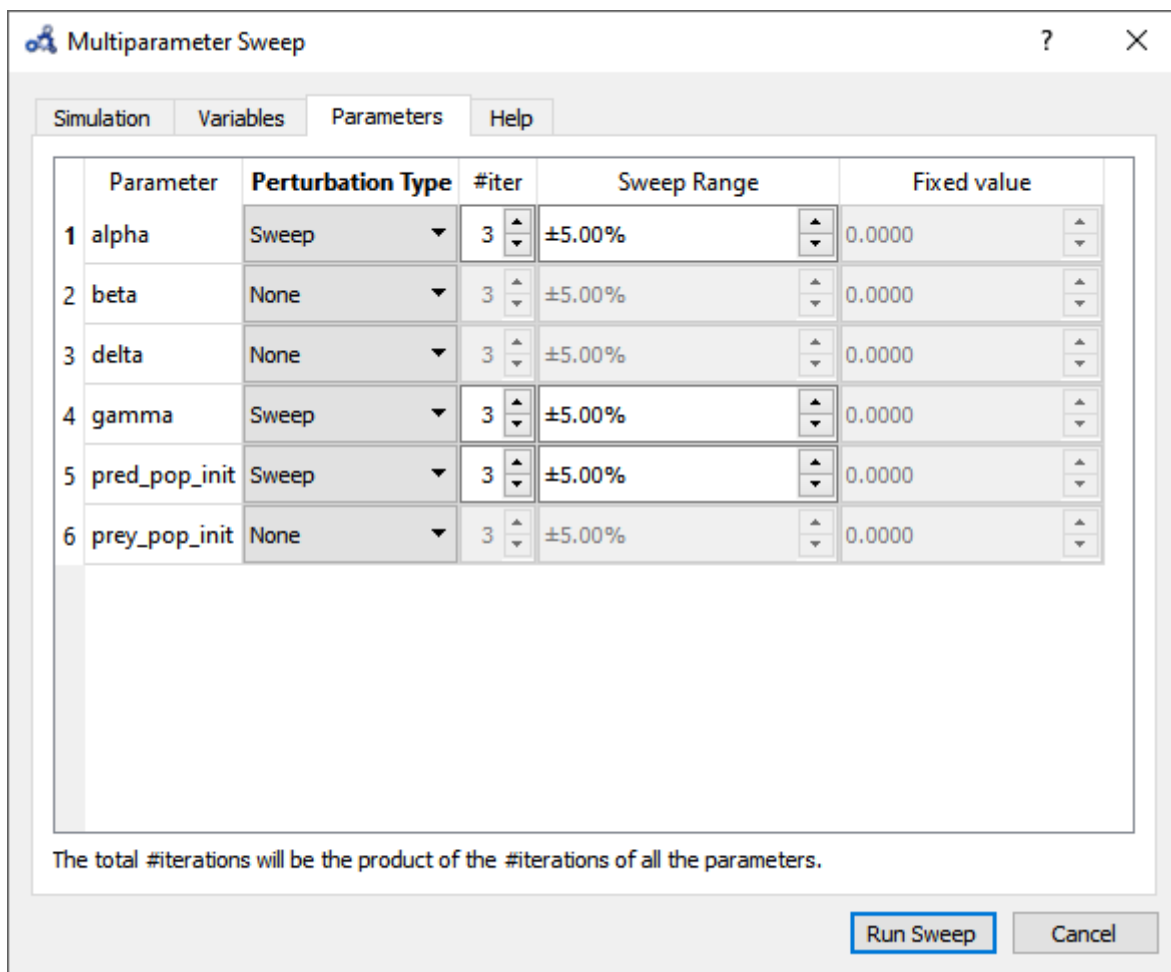 Multiparameter Sweep ?
Simulation Variables Parameters Help
Parameter Perturbation Type #iter Sweep Range Fixed value
1 alpha Sweep 3 ±5.00% 0.0000
2 beta None 3 ±5.00% 0.0000
3 delta None 3 ±5.00% 0.0000
4 gamma Sweep 3 ±5.00% 0.0000
5 pred_pop_init Sweep 3 ±5.00% 0.0000
6 prey_pop_init None 3 ±5.00% 0.0000
The total #iterations will be the product of the #iterations of all the parameters.
Run Sweep Cancel